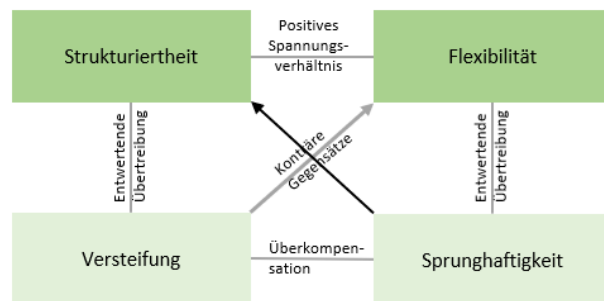 Strukturiertheit
Positives
Spannungs-
verhältnis
Flexibilität
Entwertende
Übertreibung
Konträre
Gegensätze
Entwertende
Übertreibung
Versteifung
Überkompen-
sation
Sprunghaftigkeit